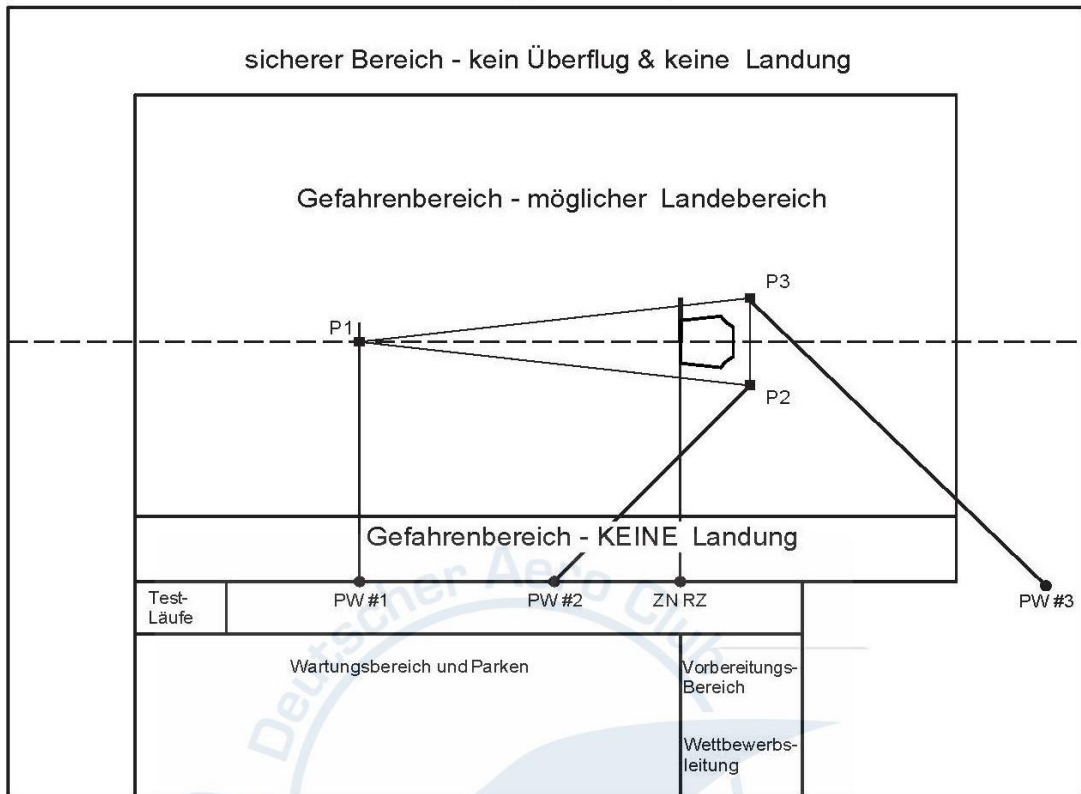 sicherer Bereich - kein Überflug & keine Landung
Gefahrenbereich - möglicher Landebereich
P3
P1
P2
Gefahrenbereich - KEINE Landung
Test-
Läufe
PW #1
PW #2
ZN RZ
PW #3
Wartungsbereich und Parken
Vorbereitungs-
Bereich
Wettbewerbs-
leitung
Deutscher Aero Club